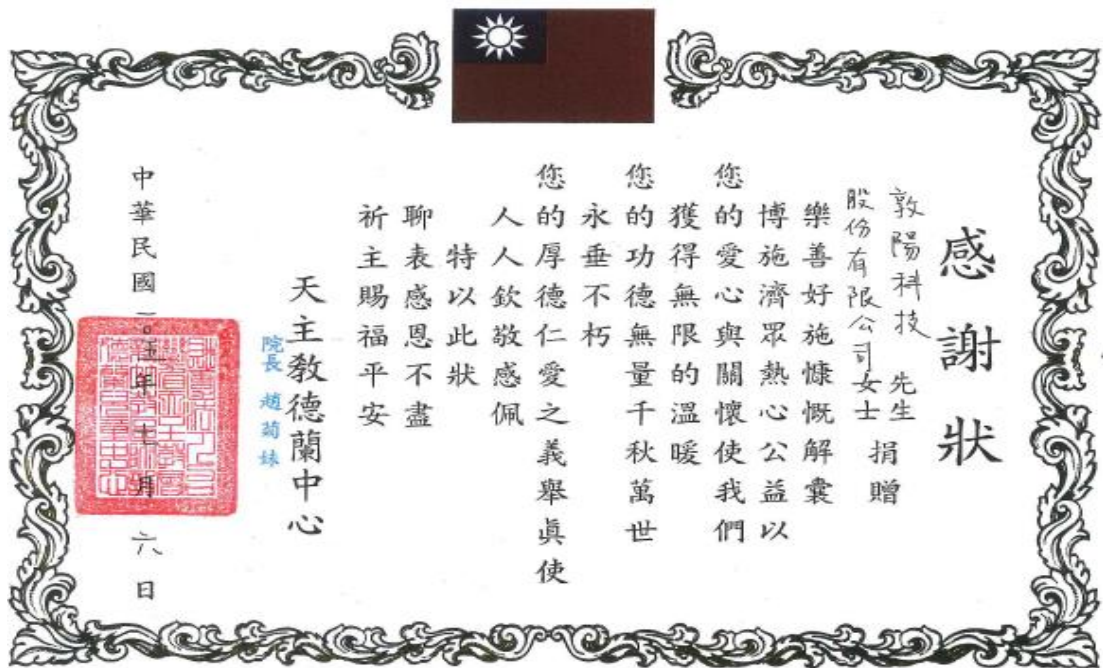 感謝狀
敦陽科技 先生
股份有限公司 女士
捐贈
樂善好施慷慨解囊
博施濟眾熱心公益以
您的愛心與關懷使我們
獲得無限的溫暖
您的功德無量千秋萬世
永垂不朽
您的厚德仁愛之義舉眞使
人人欽敬感佩
特以此狀
聊表感恩不盡
祈主賜福平安
天主教德蘭中心
院長 趙菊
中華民國一○五年 月六日